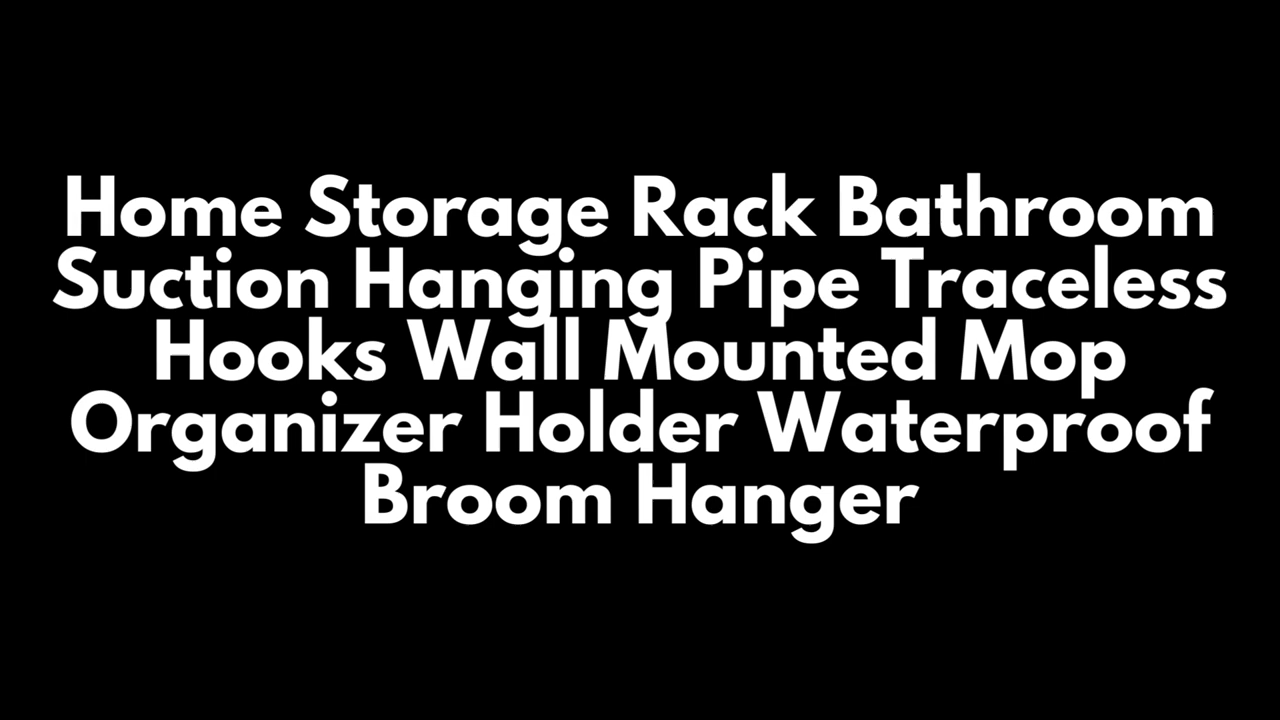 Home Storage Rack Bathroom
Suction Hanging Pipe Traceless
Hooks Wall Mounted Mop
Organizer Holder Waterproof
Broom Hanger